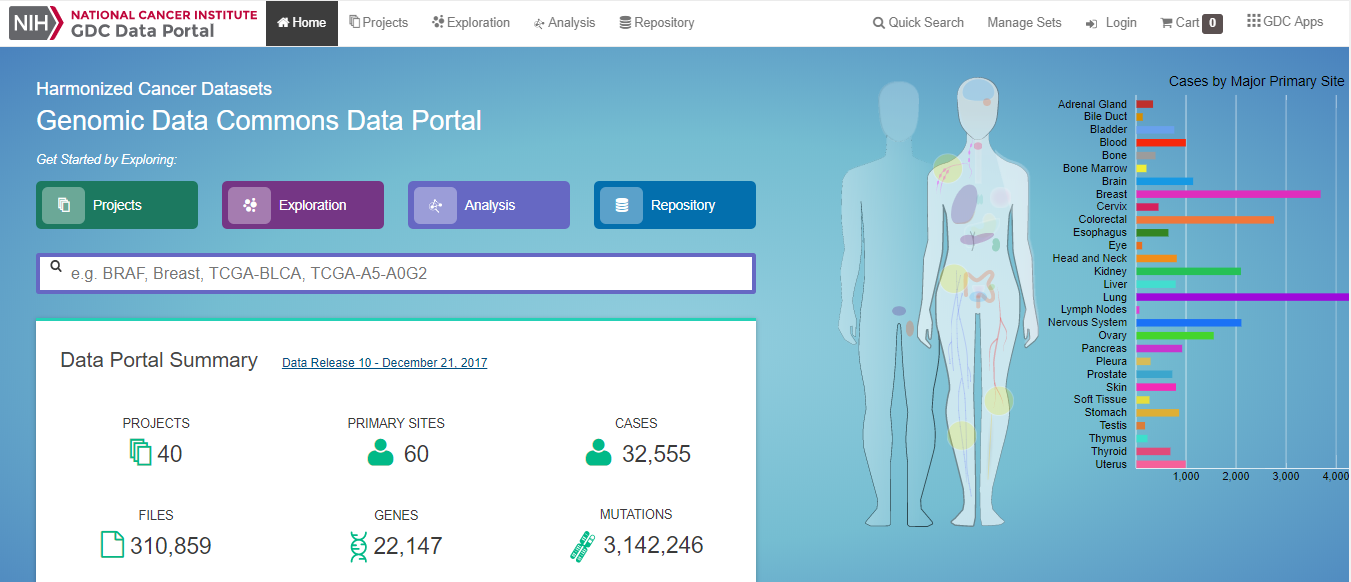 NIH NATIONAL CANCER INSTITUTE
GDC Data Portal
Home
Projects
Exploration
Analysis
Repository
Quick Search
Manage Sets
Login
Cart 0
GDC Apps
Harmonized Cancer Datasets
Genomic Data Commons Data Portal
Get Started by Exploring:
Projects
Exploration
Analysis
Repository
e.g. BRAF, Breast, TCGA-BLCA, TCGA-A5-A0G2
Data Portal Summary
Data Release 10 - December 21, 2017
PROJECTS
40
PRIMARY SITES
60
CASES
32,555
FILES
310,859
GENES
22,147
MUTATIONS
3,142,246
Cases by Major Primary Site
Adrenal Gland
Bile Duct
Bladder
Blood
Bone
Bone Marrow
Brain
Breast
Cervix
Colorectal
Esophagus
Eye
Head and Neck
Kidney
Liver
Lung
Lymph Nodes
Nervous System
Ovary
Pancreas
Pleura
Prostate
Skin
Soft Tissue
Stomach
Testis
Thymus
Thyroid
Uterus
1,000 2,000 3,000 4,000